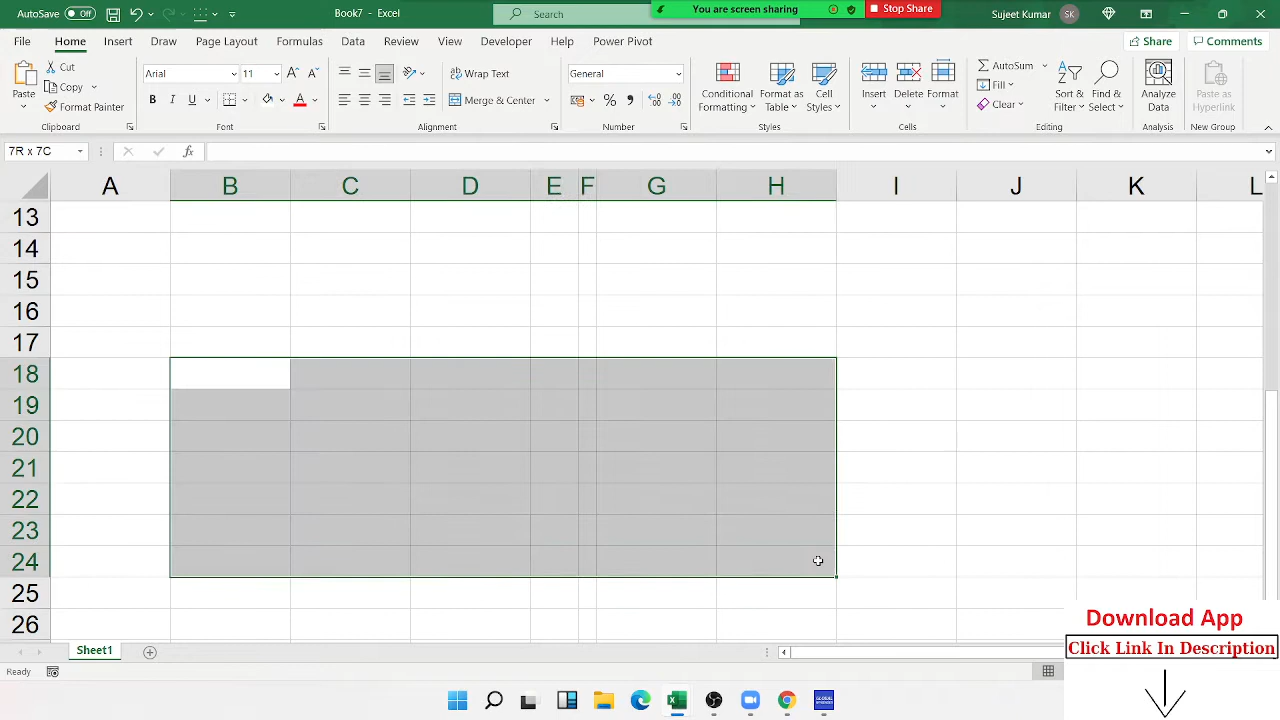 AutoSave Off
Book7 - Excel
Search
You are screen sharing
Stop Share
Sujeet Kumar
SK
File Home Insert Draw Page Layout Formulas Data Review View Developer Help Power Pivot
Share
Comments
Paste
Cut
Copy
Format Painter
Clipboard
Arial
11
B I U
Font
Wrap Text
Merge & Center
Alignment
General
Number
Conditional Formatting
Format as Table
Cell Styles
Styles
Insert
Delete
Format
Cells
AutoSum
Fill
Clear
Sort & Filter
Find & Select
Editing
Analyze Data
Analysis
Paste as Hyperlink
New Group
7R x 7C
fx
A B C D E F G H I J K L
13
14
15
16
17
18
19
20
21
22
23
24
25
26
Sheet1
Ready
Download App
Click Link In Description